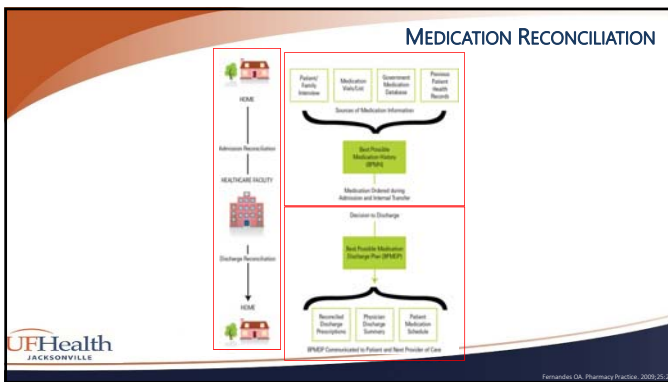 MEDICATION RECONCILIATION
HOME
Admission Reconciliation
HEALTHCARE FACILITY
Discharge Reconciliation
HOME
Patient/
Family
Interview
Medication
Vials/List
Government
Medication
Database
Previous
Patient
Health
Records
Sources of Medication Information
Best Possible
Medication History
(BPMH)
Medication Ordered during
Admission and Internal Transfer
Decision to Discharge
Best Possible Medication
Discharge Plan (BPMDP)
Reconciled
Discharge
Prescriptions
Physician
Discharge
Summary
Patient
Medication
Schedule
BPMDP Communicated to Patient and Next Provider of Care
UFHealth
JACKSONVILLE
Fernandes OA. Pharmacy Practice. 2009;25:2